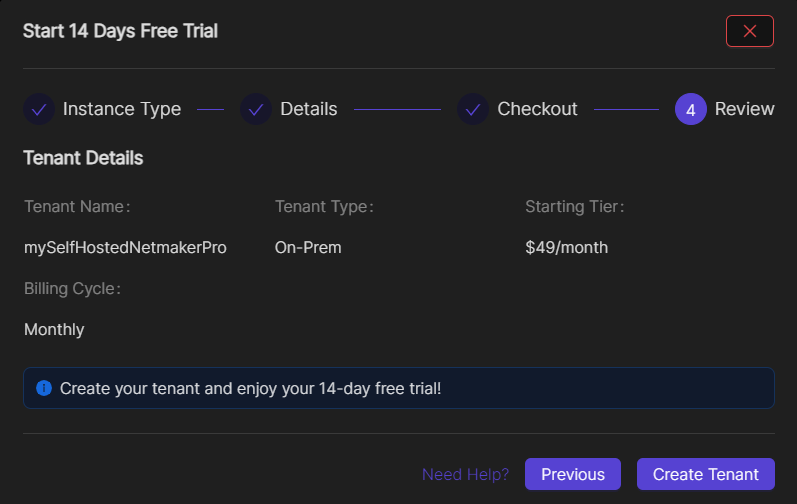 Start 14 Days Free Trial
Instance Type Details Checkout 4 Review
Tenant Details
Tenant Name: Tenant Type: Starting Tier:
mySelfHostedNetmakerPro On-Prem $49/month
Billing Cycle:
Monthly
Create your tenant and enjoy your 14-day free trial!
Need Help? Previous Create Tenant